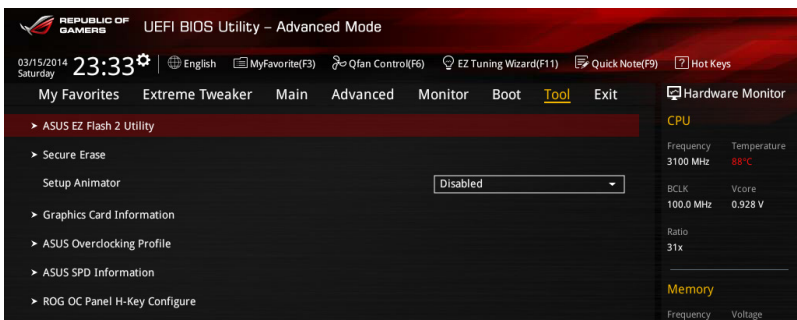 REPUBLIC OF
GAMERS
UEFI BIOS Utility – Advanced Mode
03/15/2014
Saturday
23:33
English
MyFavorite(F3)
Qfan Control(F6)
EZ Tuning Wizard(F11)
Quick Note(F9)
? Hot Keys
My Favorites
Extreme Tweaker
Main
Advanced
Monitor
Boot
Tool
Exit
Hardware Monitor
> ASUS EZ Flash 2 Utility
> Secure Erase
Setup Animator
Disabled
> Graphics Card Information
> ASUS Overclocking Profile
> ASUS SPD Information
> ROG OC Panel H-Key Configure
CPU
Frequency Temperature
3100 MHz 88°C
BCLK Vcore
100.0 MHz 0.928 V
Ratio
31x
Memory
Frequency Voltage